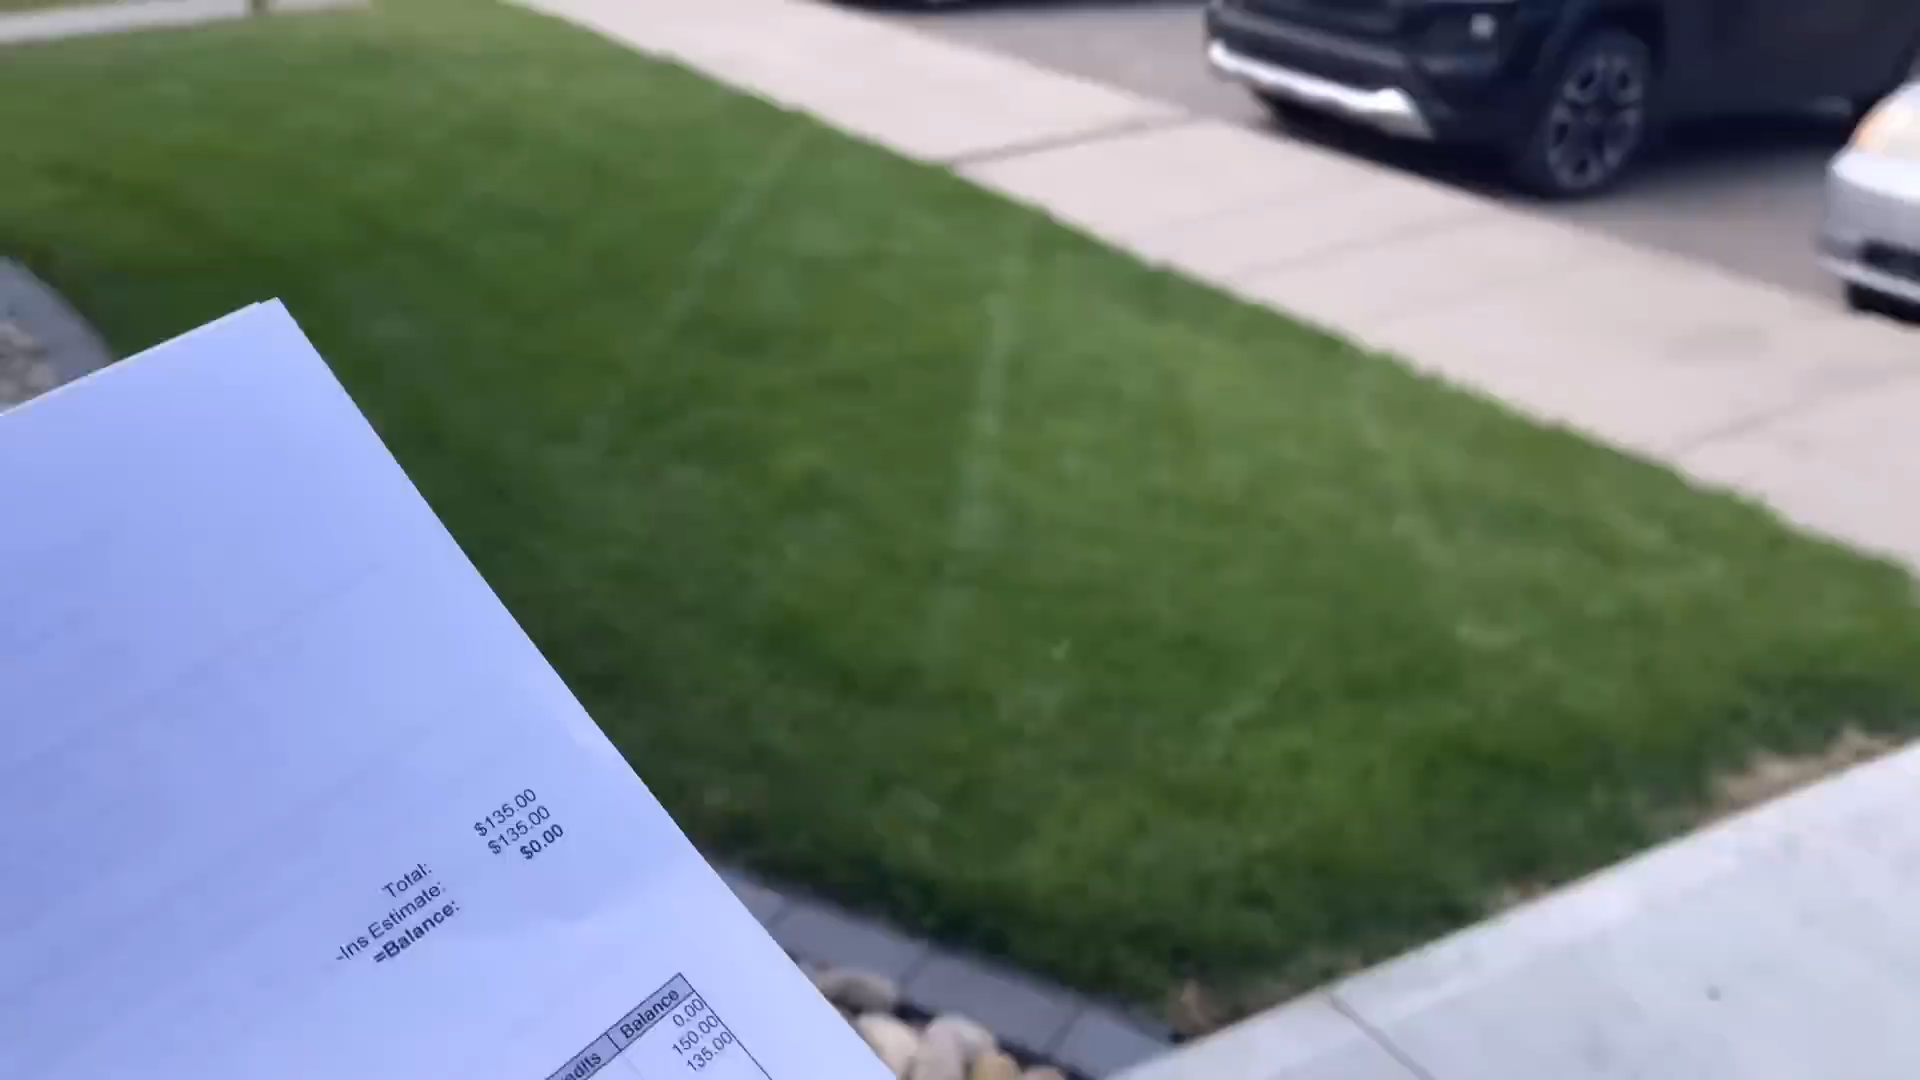 Total: $135.00
-Ins Estimate: $135.00
=Balance: $0.00
Balance
0.00
150.00
135.00